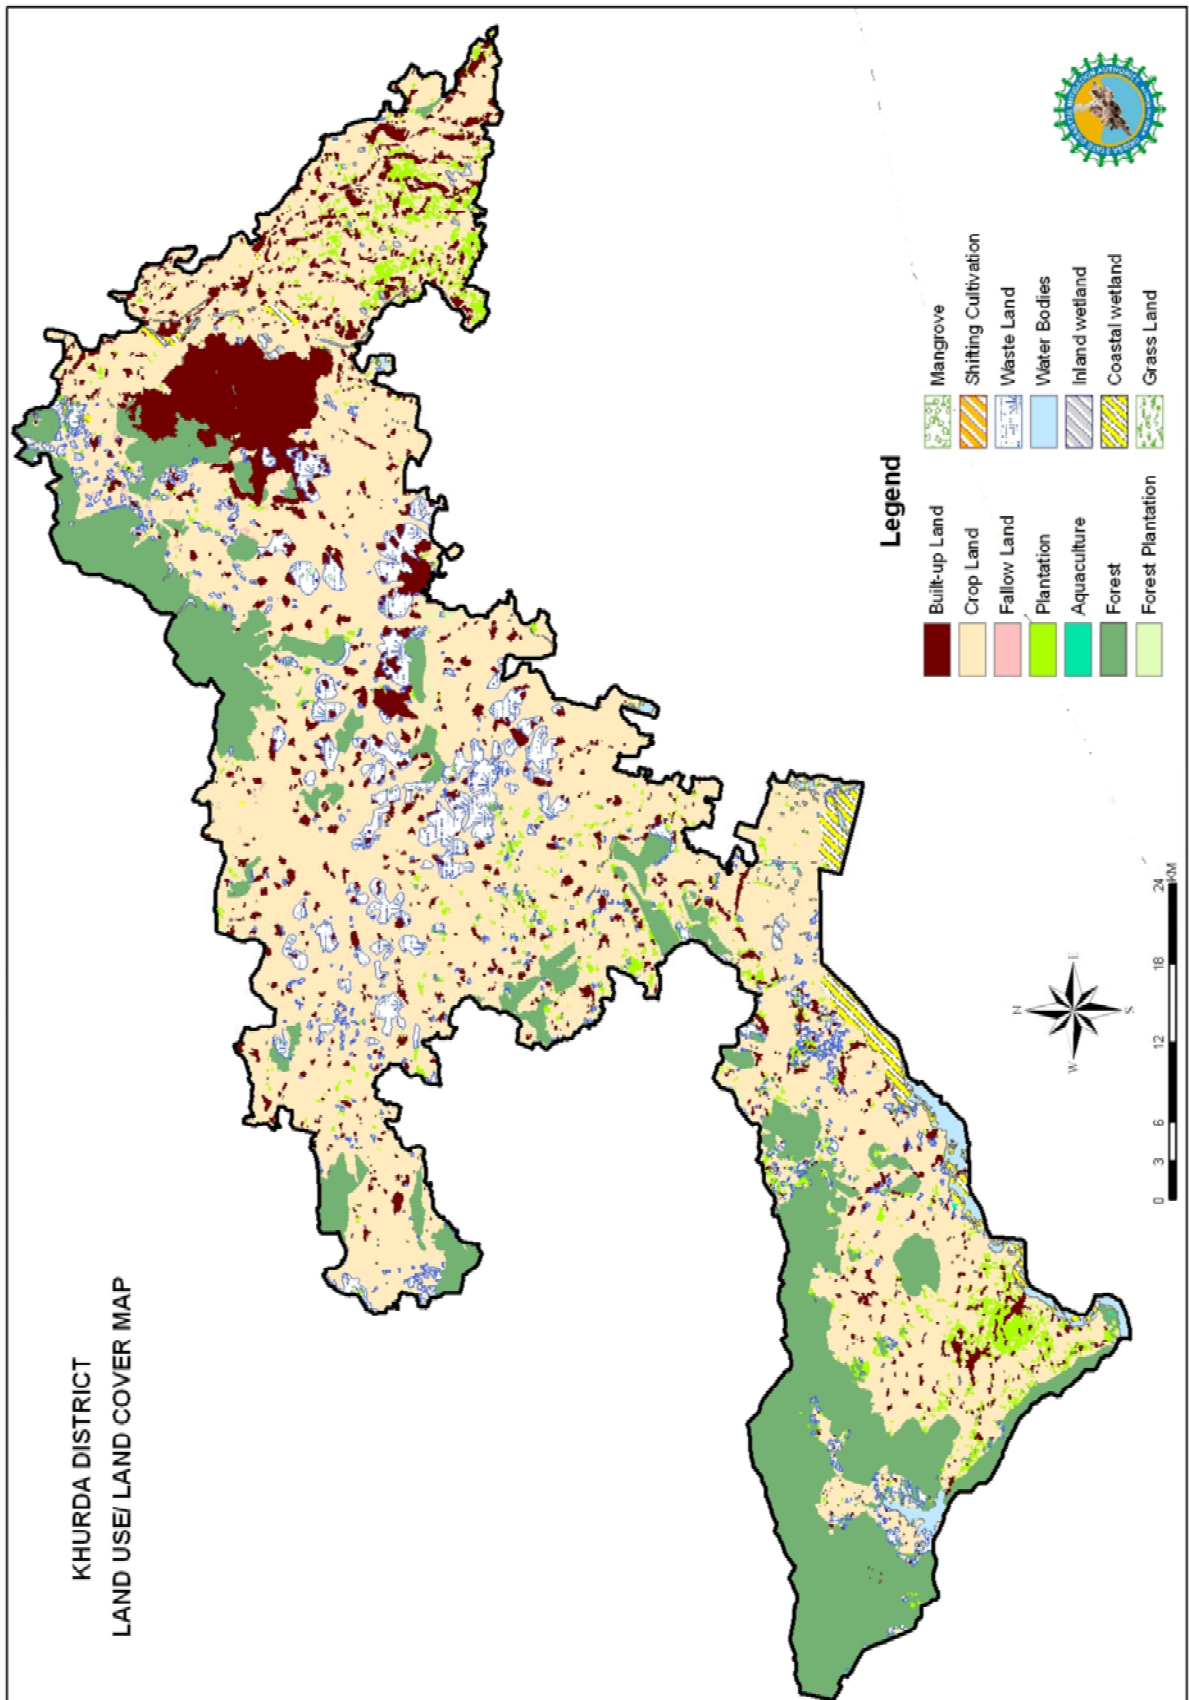 KHURDA DISTRICT
LAND USE/ LAND COVER MAP
Legend
Built-up Land
Crop Land
Fallow Land
Plantation
Aquaculture
Forest
Forest Plantation
Mangrove
Shifting Cultivation
Waste Land
Water Bodies
Inland wetland
Coastal wetland
Grass Land
N
W E
S
0 3 6 12 18 24
KM